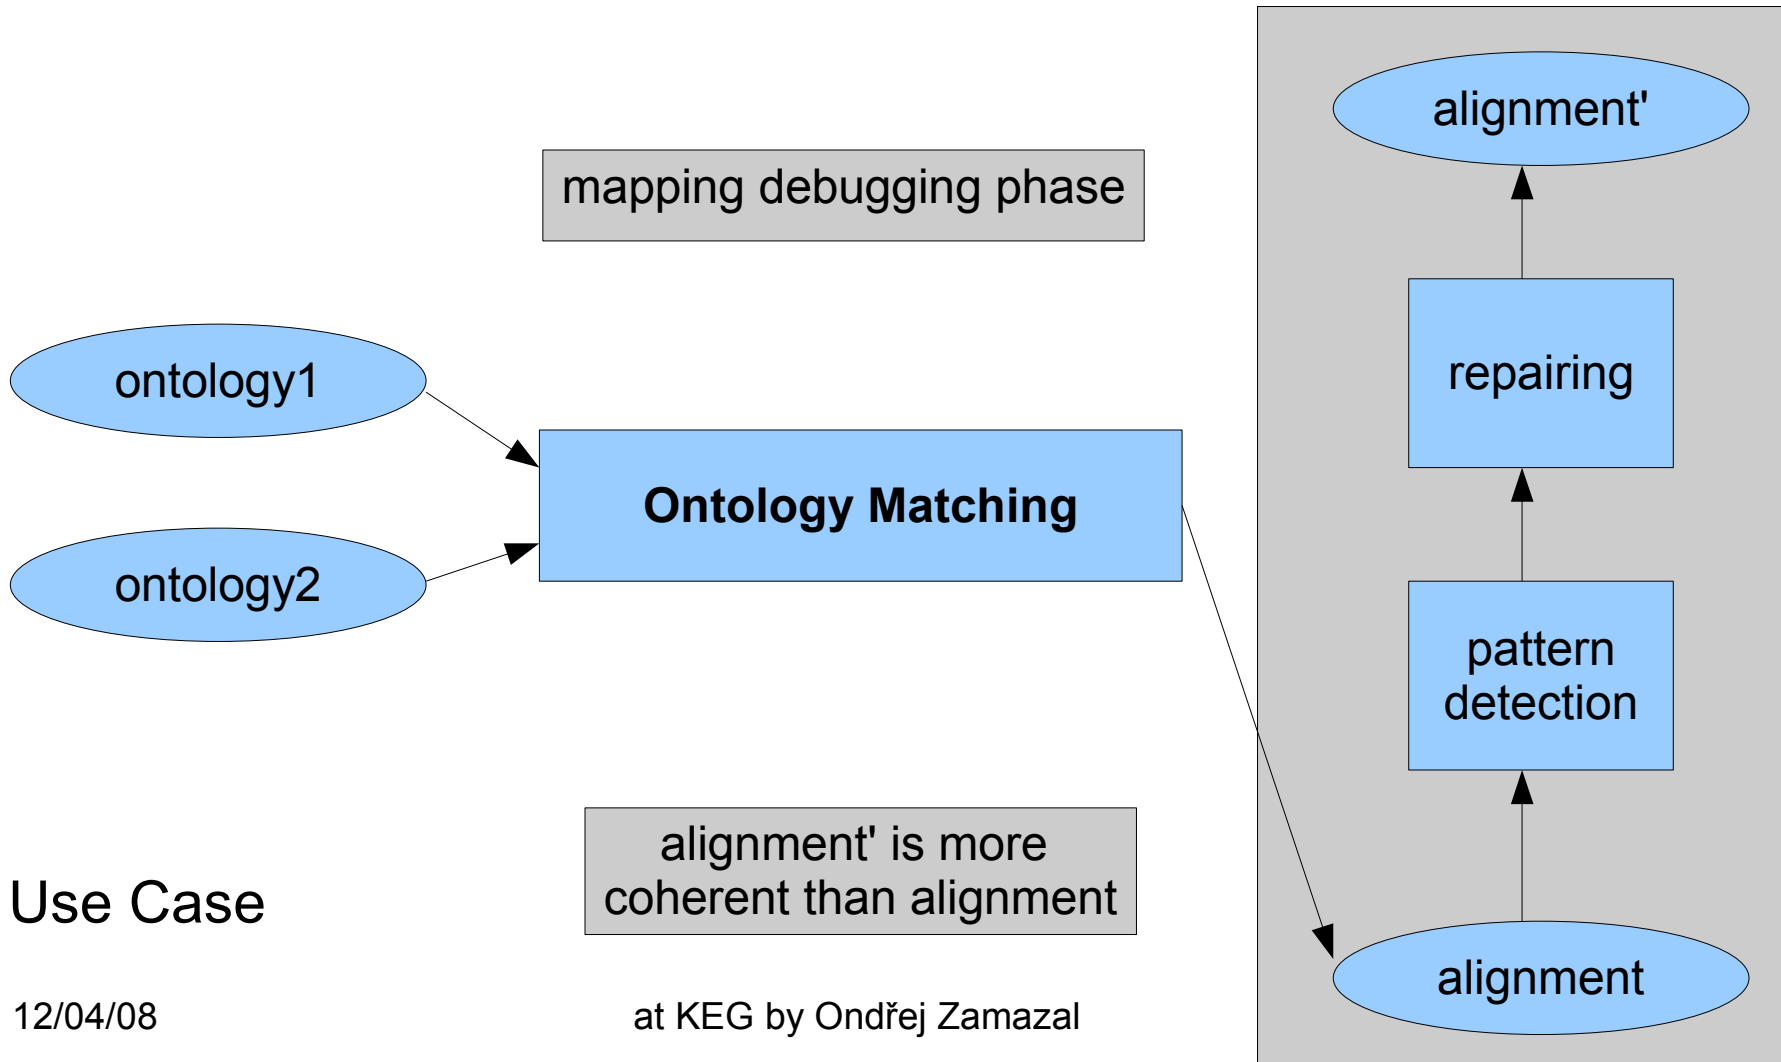 mapping debugging phase
ontology1
ontology2
Ontology Matching
alignment' is more
coherent than alignment
alignment'
repairing
pattern
detection
alignment
Use Case
12/04/08
at KEG by Ondřej Zamazal